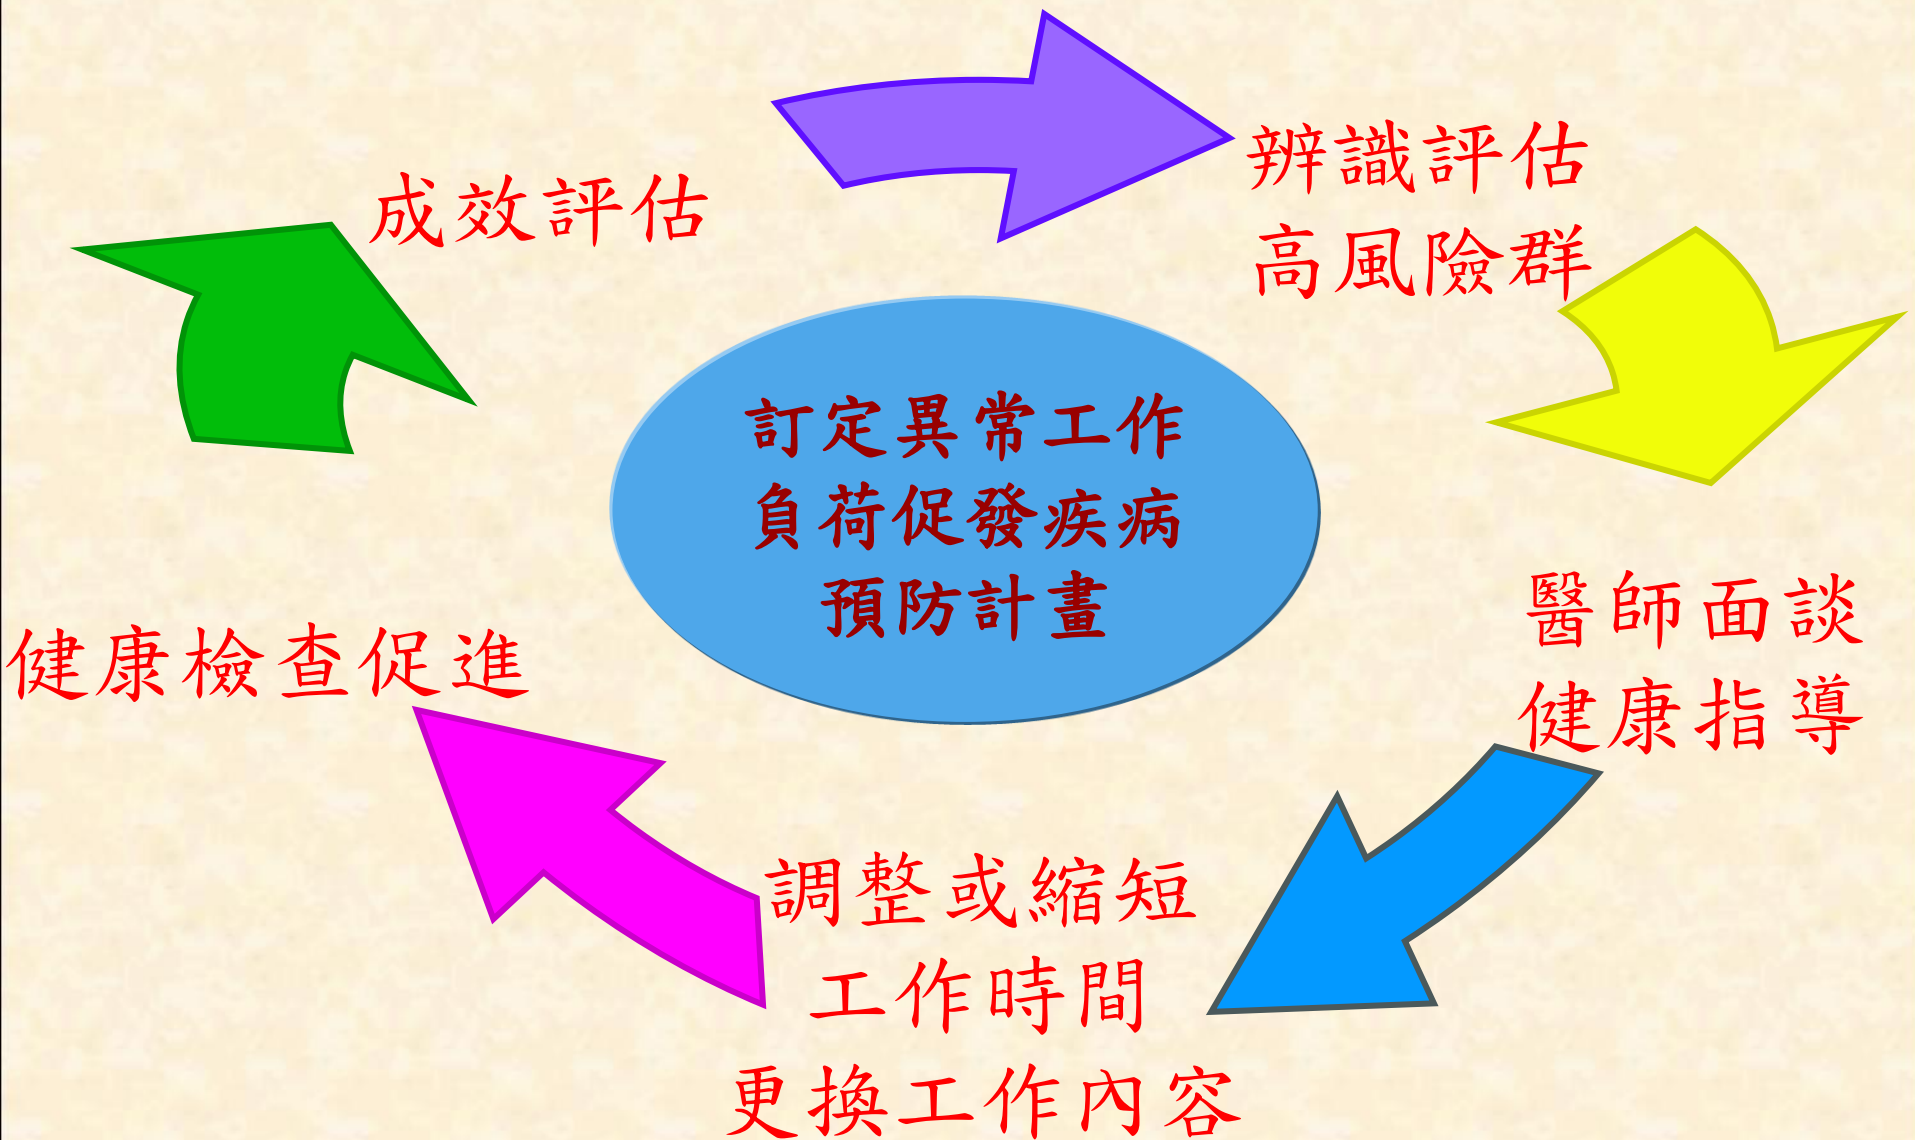 成效評估
辨識評估
高風險群
訂定異常工作
負荷促發疾病
預防計畫
醫師面談
健康指導
健康檢查促進
調整或縮短
工作時間
更換工作內容